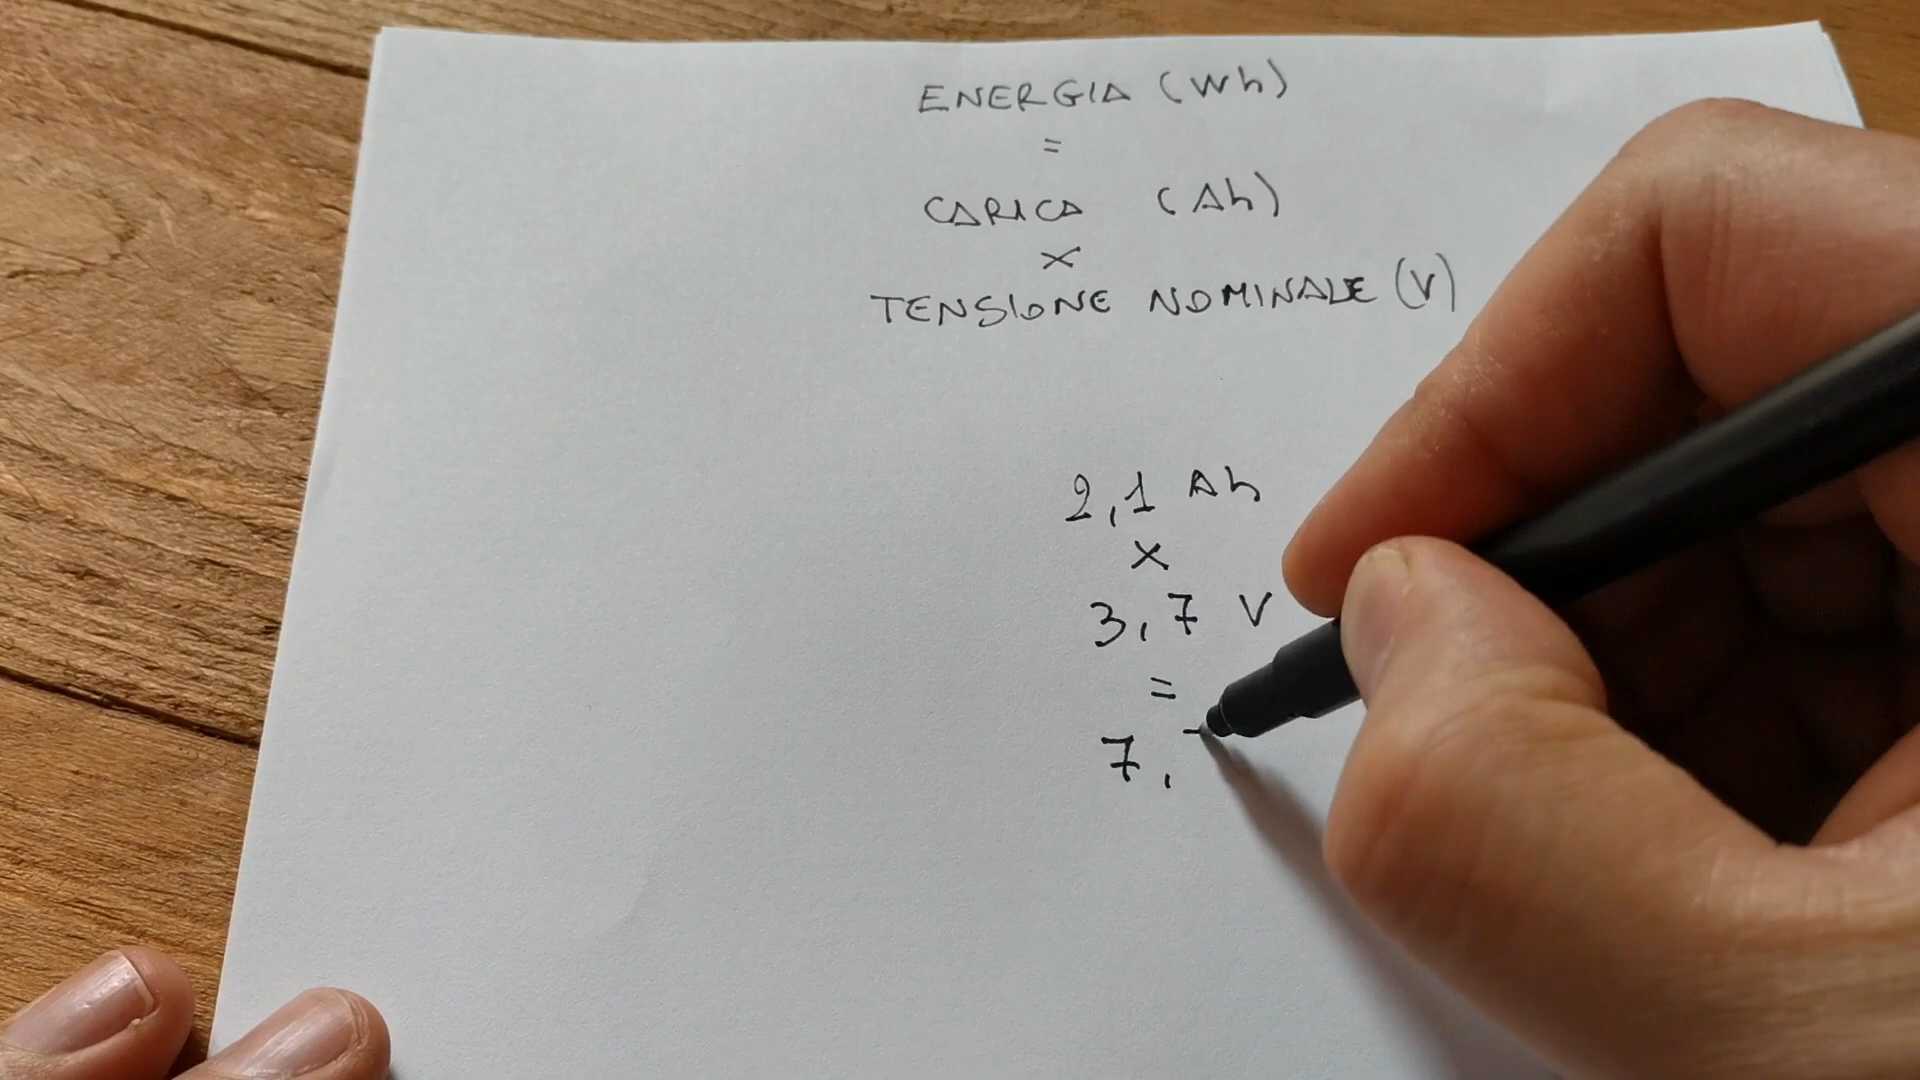 ENERGIA (Wh)
=
CARICA (Ah)
×
TENSIONE NOMINALE (V)
2,1 Ah
×
3,7 V
=
7,